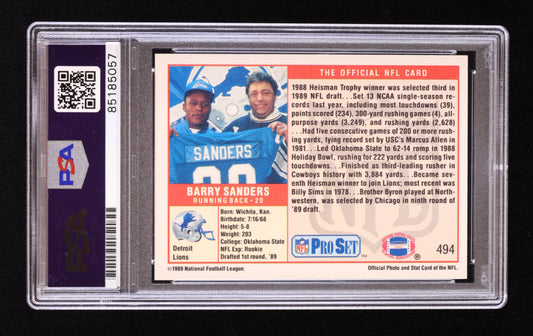 85185057
PSA
PSA
THE OFFICIAL NFL CARD
1988 Heisman Trophy winner was selected third in
1989 NFL draft. . .Set 13 NCAA single-season
records last year, including most touchdowns (39),
points scored (234), 300-yard rushing games (4), all-
purpose yards (3,249), and rushing yards (2,628)
. . .Had five consecutive games of 200 or more rush-
ing yards, tying record set by USC's Marcus Allen in
1981. . .Led Oklahoma State to 62-14 romp in 1988
Holiday Bowl, rushing for 222 yards and scoring five
touchdowns. . .Finished as third-leading rusher in
Cowboys history with 3,884 yards. . .Became sev-
enth Heisman winner to join Lions; most recent was
Billy Sims in 1978. . .Brother Byron played at North-
western, was selected by Chicago in ninth round of
'89 draft.
SANDERS
BARRY SANDERS
RUNNING BACK • 20
Born: Wichita, Kan.
Birthdate: 7/16/68
Height: 5-8
Weight: 203
College: Oklahoma State
NFL Exp: Rookie
Drafted 1st round, '89
Detroit
Lions
NFL PRO SET ™
®
494
©1989 National Football League.
Official Photo and Stat Card of the NFL.